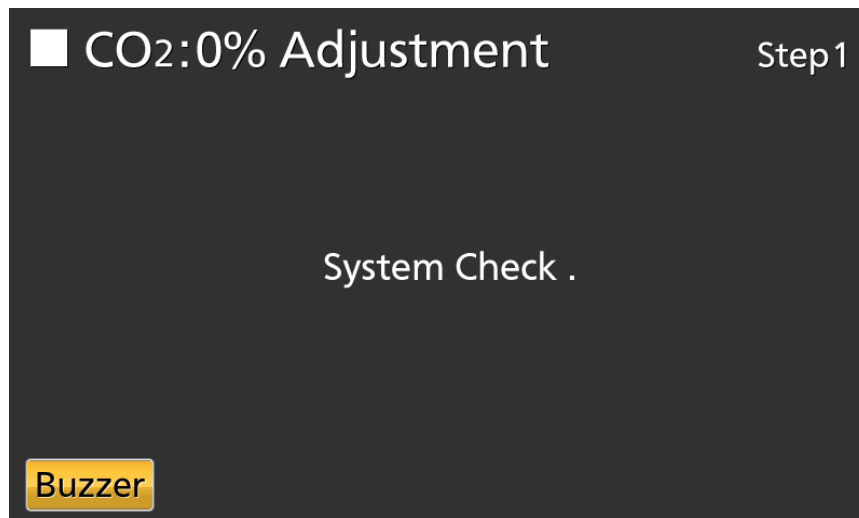 ■ CO2:0% Adjustment
Step1
System Check .
Buzzer